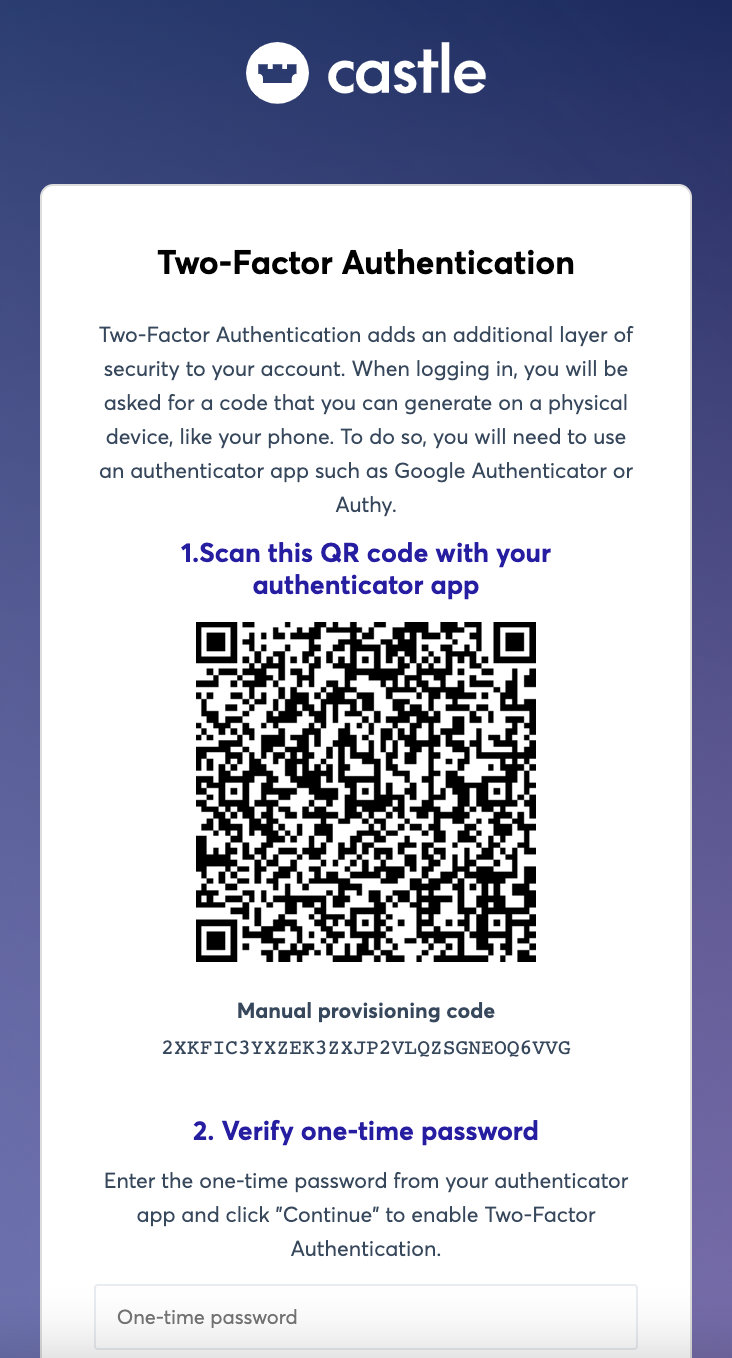 castle
Two-Factor Authentication
Two-Factor Authentication adds an additional layer of
security to your account. When logging in, you will be
asked for a code that you can generate on a physical
device, like your phone. To do so, you will need to use
an authenticator app such as Google Authenticator or
Authy.
1.Scan this QR code with your
authenticator app
Manual provisioning code
2XKFIC3YXZEK3ZXJP2VLQZSGNEOQ6VVG
2. Verify one-time password
Enter the one-time password from your authenticator
app and click "Continue" to enable Two-Factor
Authentication.
One-time password